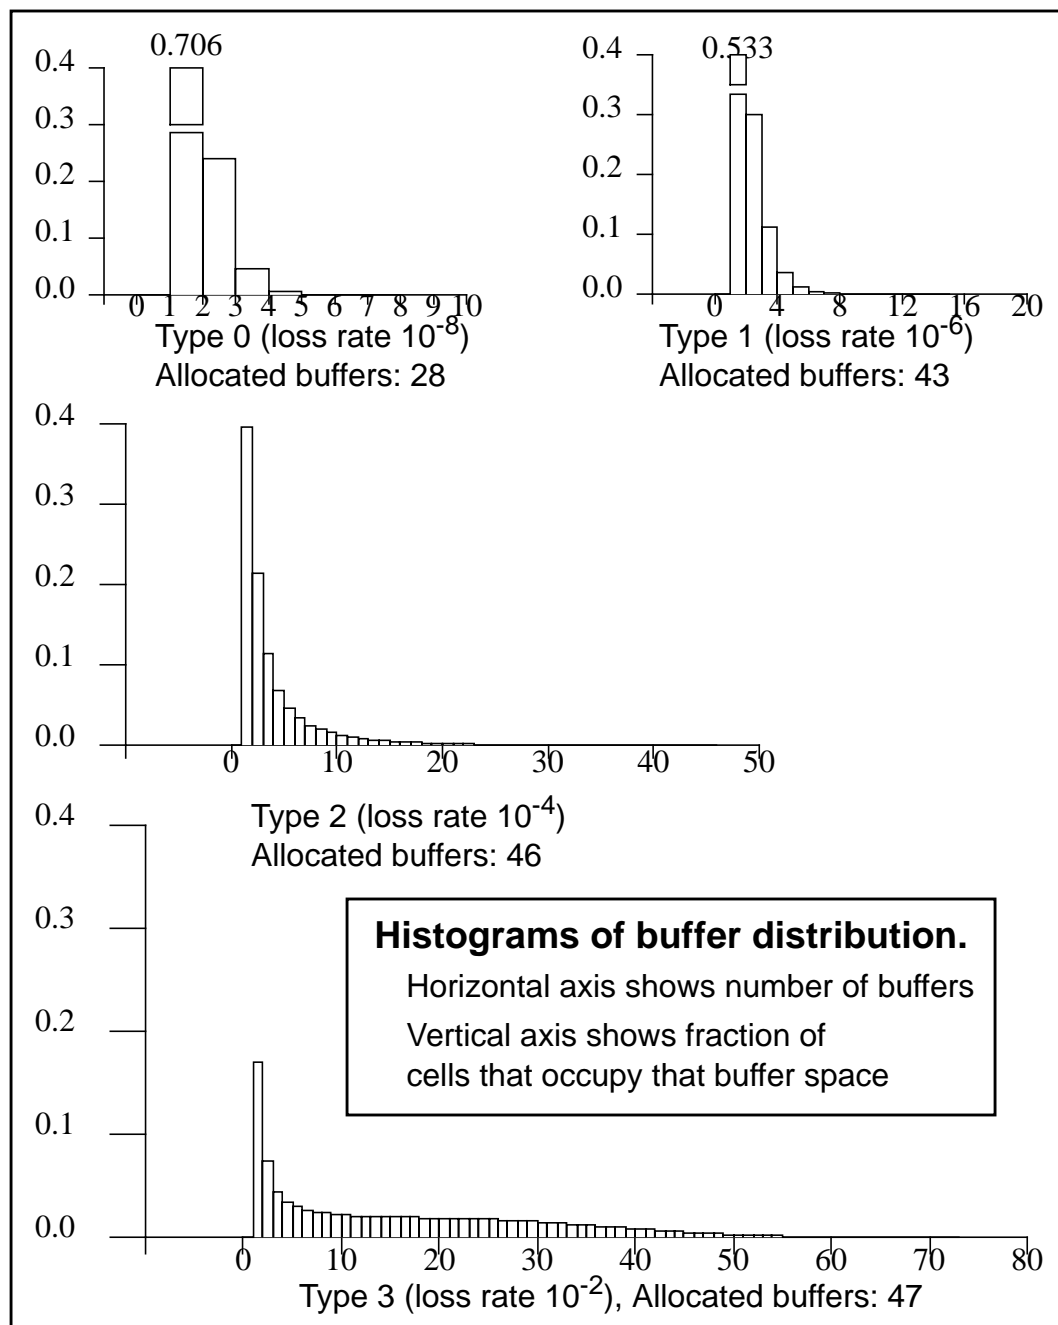 0.706
0.4
0.3
0.2
0.1
0.0
0 1 2 3 4 5 6 7 8 9 10
Type 0 (loss rate 10-8)
Allocated buffers: 28
0.533
0.4
0.3
0.2
0.1
0.0
0 4 8 12 16 20
Type 1 (loss rate 10-6)
Allocated buffers: 43
0.4
0.3
0.2
0.1
0.0
0 10 20 30 40 50
Type 2 (loss rate 10-4)
Allocated buffers: 46
0.4
0.3
0.2
0.1
0.0
Histograms of buffer distribution.
Horizontal axis shows number of buffers
Vertical axis shows fraction of
cells that occupy that buffer space
0 10 20 30 40 50 60 70 80
Type 3 (loss rate 10-2), Allocated buffers: 47